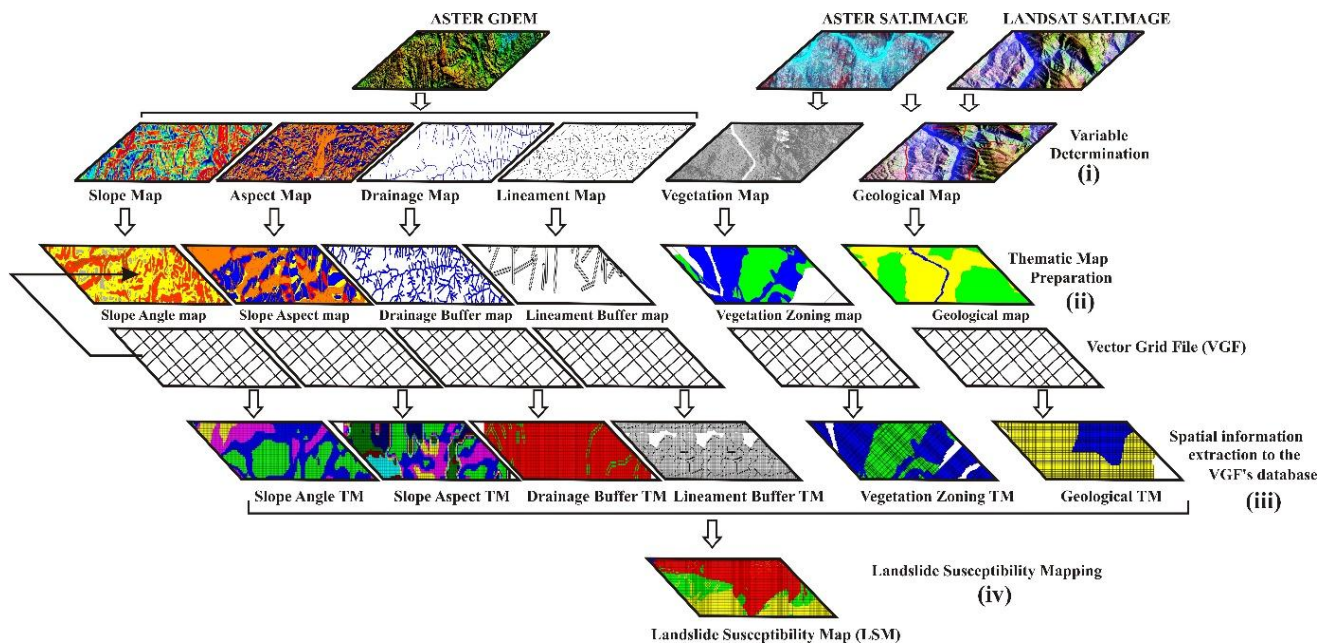 ASTER GDEM
ASTER SAT.IMAGE
LANDSAT SAT.IMAGE
Variable
Determination
(i)
Slope Map
Aspect Map
Drainage Map
Lineament Map
Vegetation Map
Geological Map
Thematic Map
Preparation
(ii)
Slope Angle map
Slope Aspect map
Drainage Buffer map
Lineament Buffer map
Vegetation Zoning map
Geological map
Vector Grid File (VGF)
Spatial information
extraction to the
VGF's database
(iii)
Slope Angle TM
Slope Aspect TM
Drainage Buffer TM
Lineament Buffer TM
Vegetation Zoning TM
Geological TM
Landslide Susceptibility Mapping
(iv)
Landslide Susceptibility Map (LSM)